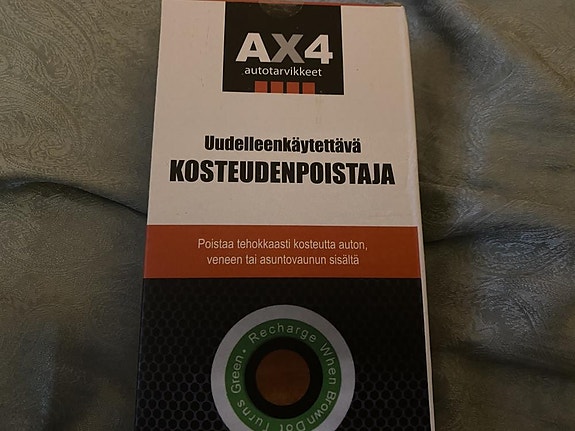 AX4
autotarvikkeet
Uudelleenkäytettävä
KOSTEUDENPOISTAJA
Poistaa tehokkaasti kosteutta auton,
veneen tai asuntovaunun sisältä
Recharge When Brown Dot Turns Green.